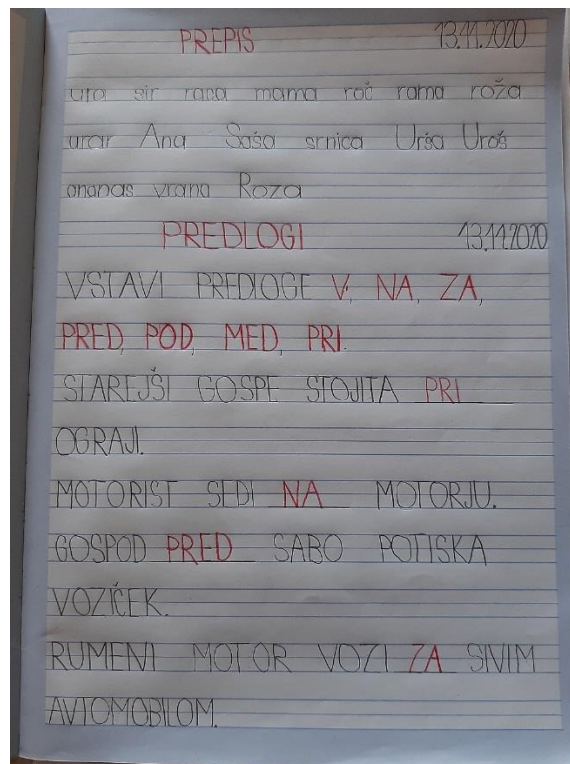 PREPIS 13.11.2020
ura sir raca mama roč rama roža
urar Ana Saša srnica Urša Uroš
ananas vrana Roza
PREDLOGI 13.11.2020
VSTAVI PREDLOGE V, NA, ZA,
PRED, POD, MED, PRI.
STAREJŠI GOSPE STOJITA PRI
OGRAJI.
MOTORIST SEDI NA MOTORJU.
GOSPOD PRED SABO POTISKA
VOZIČEK.
RUMENI MOTOR VOZI ZA SIVIM
AVTOMOBILOM.